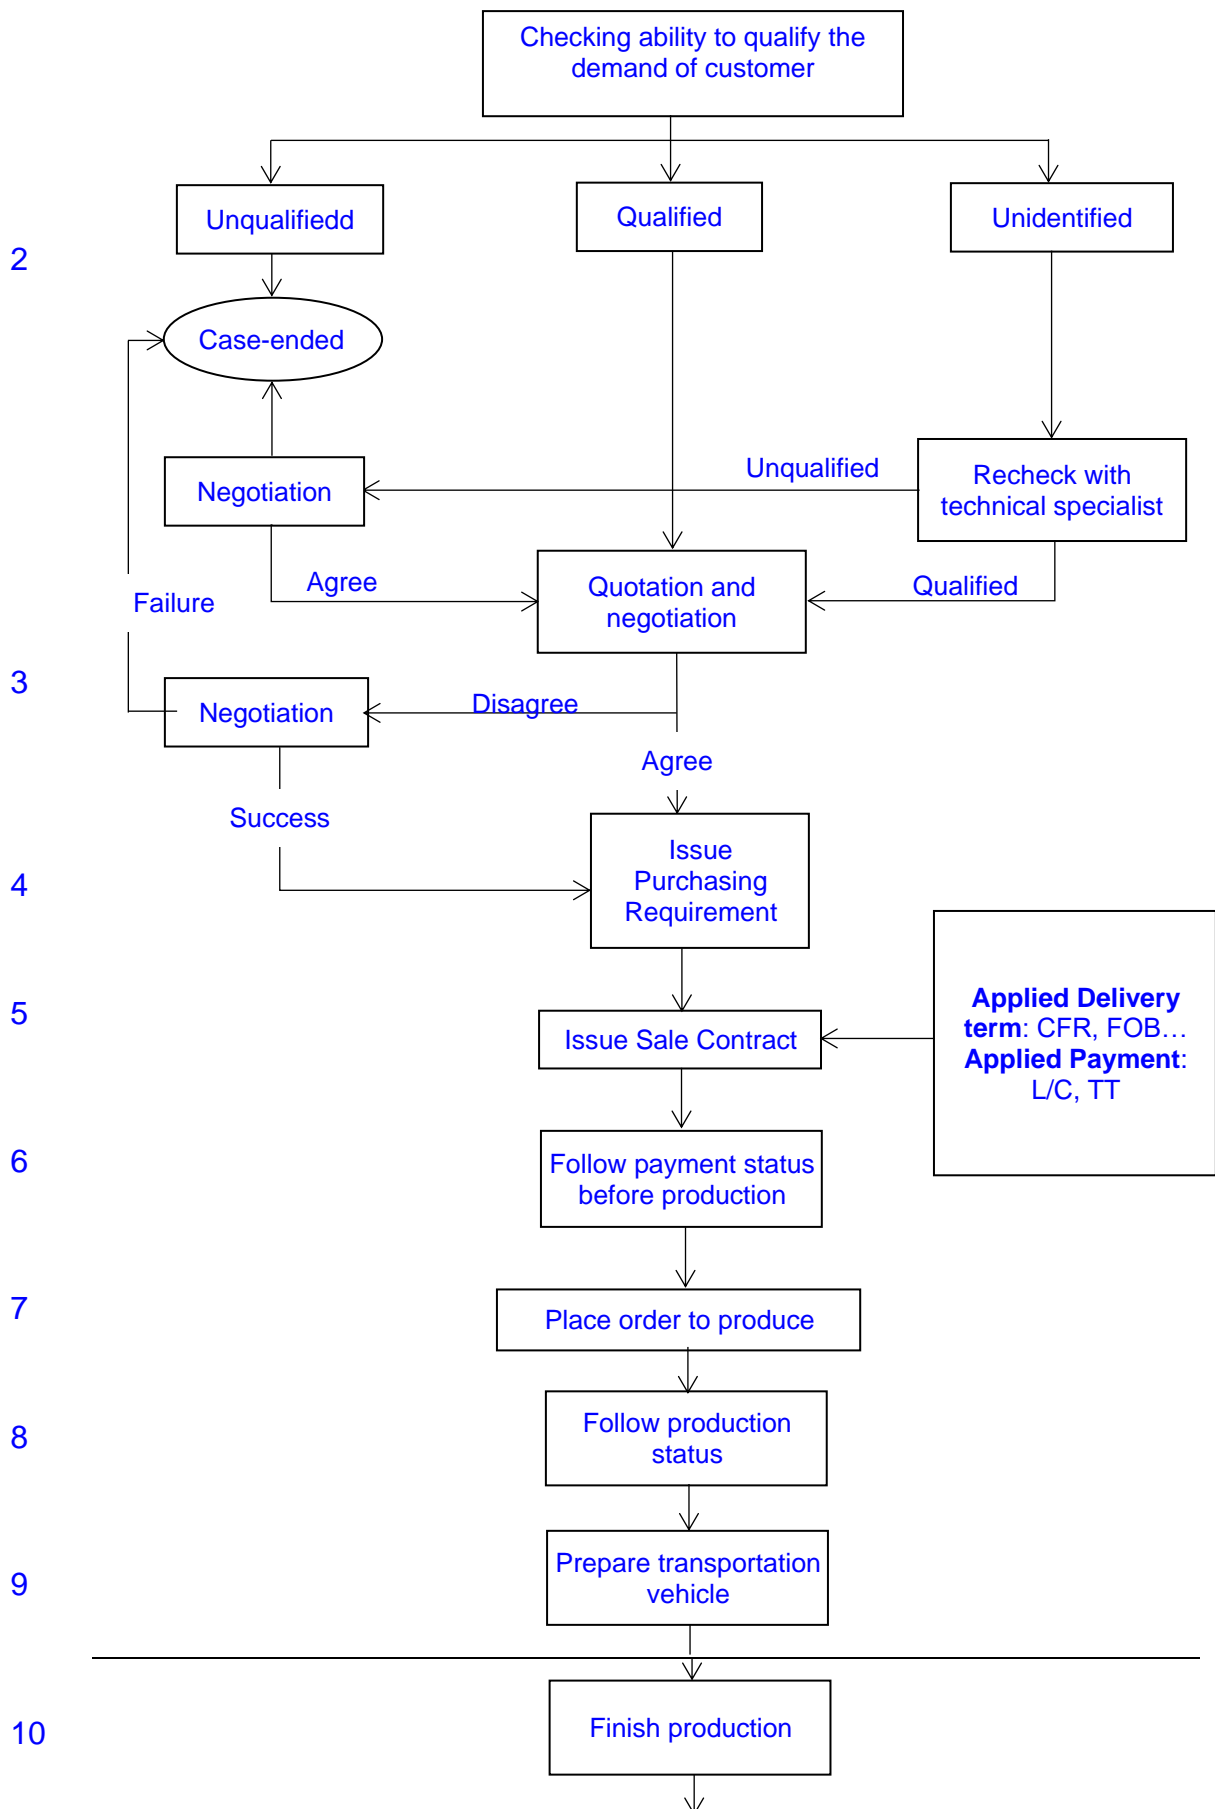 Checking ability to qualify the
demand of customer
Unqualifiedd
Qualified
Unidentified
2
Case-ended
Negotiation
Unqualified
Recheck with
technical specialist
Agree
Quotation and
negotiation
Qualified
Failure
3
Negotiation
Disagree
Agree
Success
Issue
Purchasing
Requirement
4
Applied Delivery
term: CFR, FOB…
Applied Payment:
L/C, TT
5
Issue Sale Contract
6
Follow payment status
before production
7
Place order to produce
8
Follow production
status
9
Prepare transportation
vehicle
10
Finish production